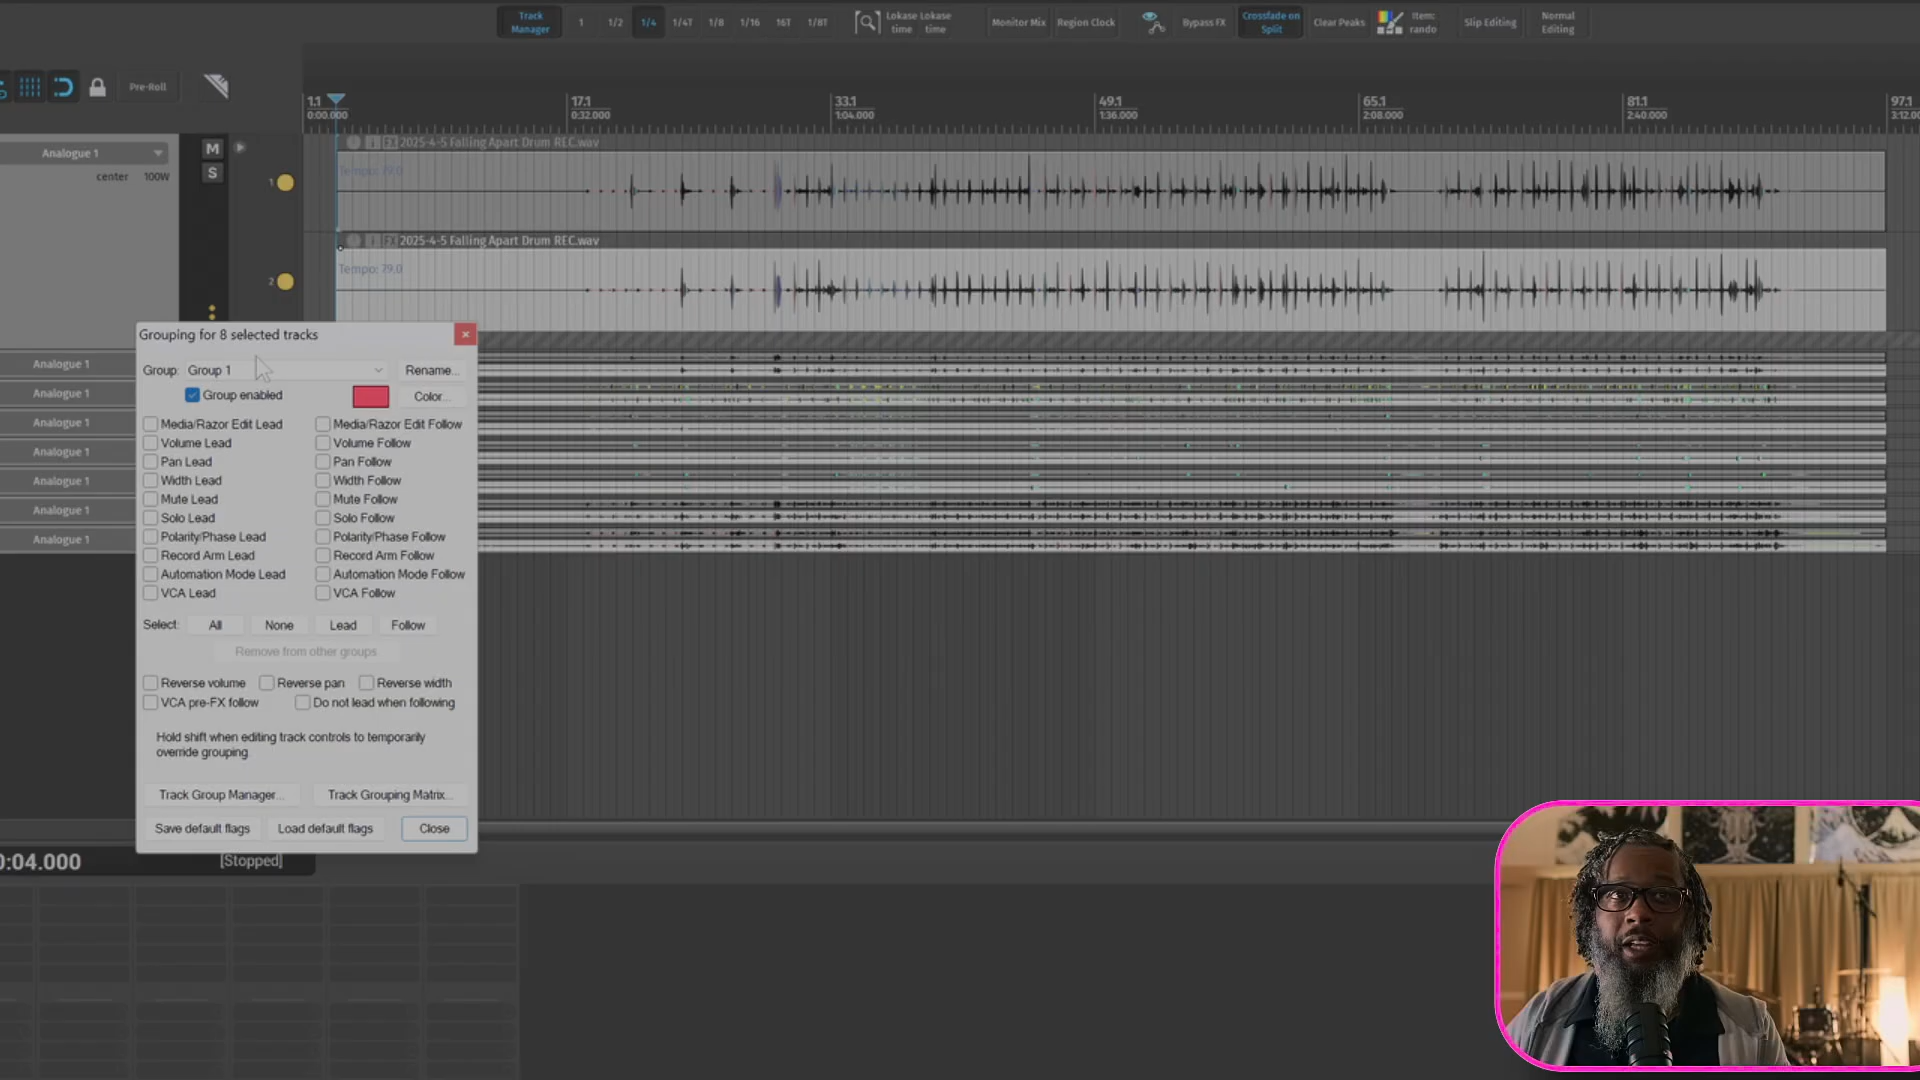 Track Manager
1
1/2
1/4
1/4T
1/8
1/16
16T
1/8T
Lokase time
Lokase time
Monitor Mix
Region Clock
Bypass FX
Crossfade on Split
Clear Peaks
Item: rando
Slip Editing
Normal Editing
Pre-Roll
1.1
0:00.000
17.1
0:32.000
33.1
1:04.000
49.1
1:36.000
65.1
2:08.000
81.1
2:40.000
97.1
Analogue 1
center 100W
M
S
1
2025-4-5 Falling Apart Drum REC.wav
Tempo: 79.0
2
2025-4-5 Falling Apart Drum REC.wav
Tempo: 79.0
Analogue 1
Analogue 1
Analogue 1
Analogue 1
Analogue 1
Analogue 1
Analogue 1
Grouping for 8 selected tracks
Group: Group 1 Rename...
Group enabled Color...
Media/Razor Edit Lead Media/Razor Edit Follow
Volume Lead Volume Follow
Pan Lead Pan Follow
Width Lead Width Follow
Mute Lead Mute Follow
Solo Lead Solo Follow
Polarity/Phase Lead Polarity/Phase Follow
Record Arm Lead Record Arm Follow
Automation Mode Lead Automation Mode Follow
VCA Lead VCA Follow
Select: All None Lead Follow
Remove from other groups
Reverse volume Reverse pan Reverse width
VCA pre-FX follow Do not lead when following
Hold shift when editing track controls to temporarily
override grouping
Track Group Manager... Track Grouping Matrix...
Save default flags Load default flags Close
0:04.000 [Stopped]